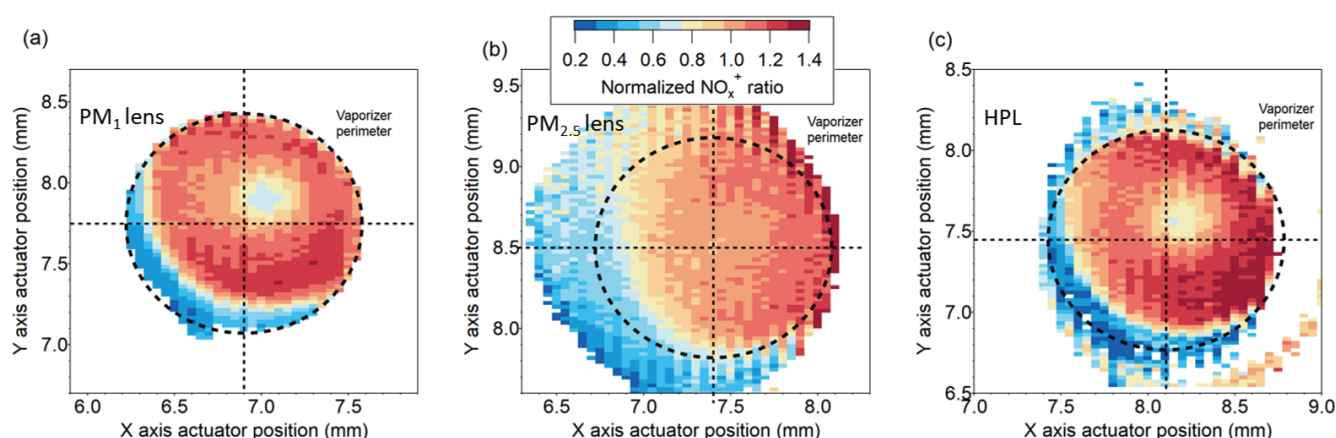 (a)
PM1 lens
Vaporizer
perimeter
8.5
8.0
7.5
7.0
Y axis actuator position (mm)
6.0 6.5 7.0 7.5
X axis actuator position (mm)
(b)
0.2 0.4 0.6 0.8 1.0 1.2 1.4
Normalized NOx+ ratio
PM2.5 lens
Vaporizer
perimeter
9.5
9.0
8.5
8.0
Y axis actuator position (mm)
6.5 7.0 7.5 8.0
X axis actuator position (mm)
(c)
HPL
Vaporizer
perimeter
8.5
8.0
7.5
7.0
6.5
Y axis actuator position (mm)
7.0 7.5 8.0 8.5 9.0
X axis actuator position (mm)